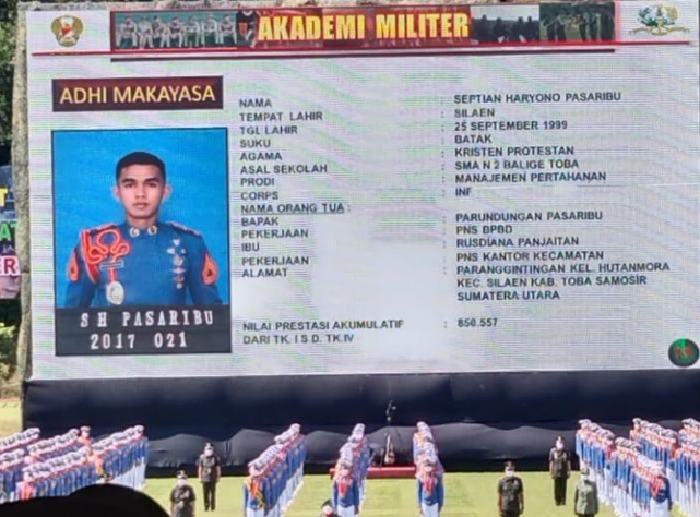 AKADEMI MILITER
ADHI MAKAYASA
NAMA : SEPTIAN HARYONO PASARIBU
TEMPAT LAHIR : SILAEN
TGL LAHIR : 25 SEPTEMBER 1999
SUKU : BATAK
AGAMA : KRISTEN PROTESTAN
ASAL SEKOLAH : SMA N 2 BALIGE TOBA
PRODI : MANAJEMEN PERTAHANAN
CORPS : INF
NAMA ORANG TUA :
BAPAK : PARUNDUNGAN PASARIBU
PEKERJAAN : PNS BPBD
IBU : RUSDIANA PANJAITAN
PEKERJAAN : PNS KANTOR KECAMATAN
ALAMAT : PARANGGINTINGAN KEL. HUTANMORA
KEC. SILAEN KAB. TOBA SAMOSIR
SUMATERA UTARA
NILAI PRESTASI AKUMULATIF : 850.557
DARI TK. I S.D. TK.IV
S H PASARIBU
2017 021